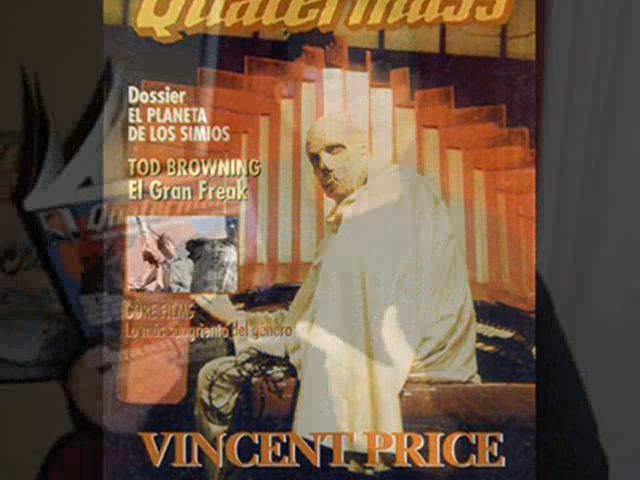 Quatermass
Dossier
EL PLANETA
DE LOS SIMIOS
TOD BROWNING
El Gran Freak
Quaterm
GORE FILMS
Lo más sangriento del género
VINCENT PRICE